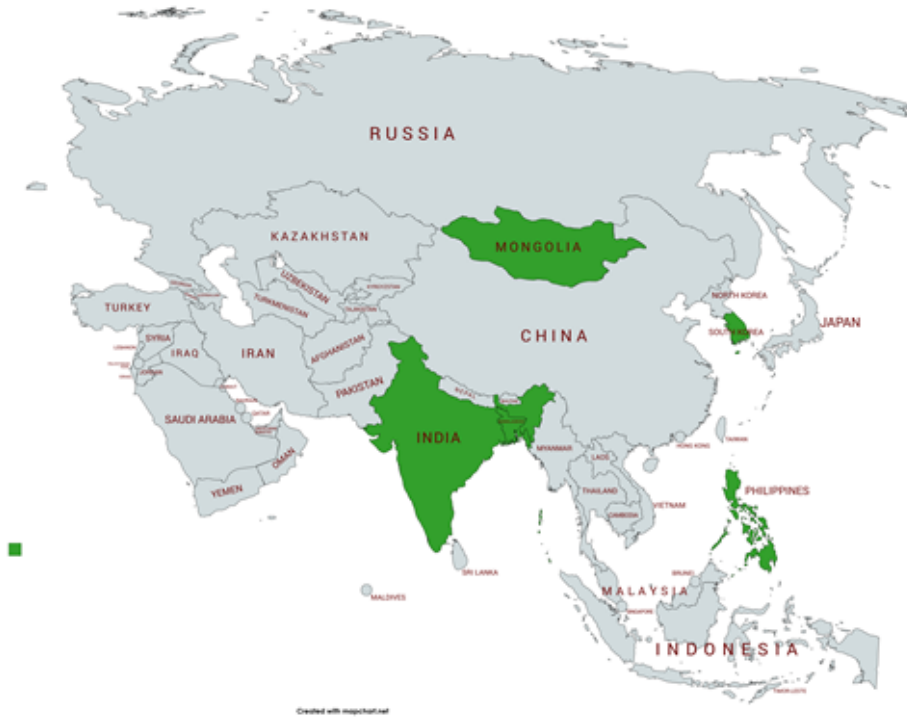 RUSSIA
KAZAKHSTAN
MONGOLIA
UZBEKISTAN
KYRGYZSTAN
TURKMENISTAN
NORTH KOREA
TURKEY
JAPAN
SOUTH KOREA
CHINA
SYRIA
IRAQ
IRAN
AFGHANISTAN
PAKISTAN
NEPAL
SAUDI ARABIA
QATAR
INDIA
OMAN
YEMEN
MYANMAR
LAOS
HONG KONG
TAIWAN
THAILAND
VIETNAM
PHILIPPINES
CAMBODIA
SRI LANKA
BRUNEI
MALDIVES
MALAYSIA
SINGAPORE
INDONESIA
TIMOR-LESTE
Created with mapchart.net